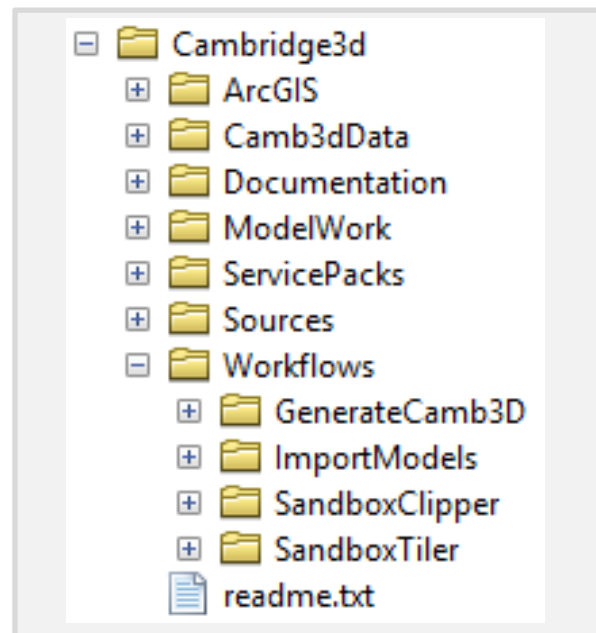 Cambridge3d
ArcGIS
Camb3dData
Documentation
ModelWork
ServicePacks
Sources
Workflows
GenerateCamb3D
ImportModels
SandboxClipper
SandboxTiler
readme.txt